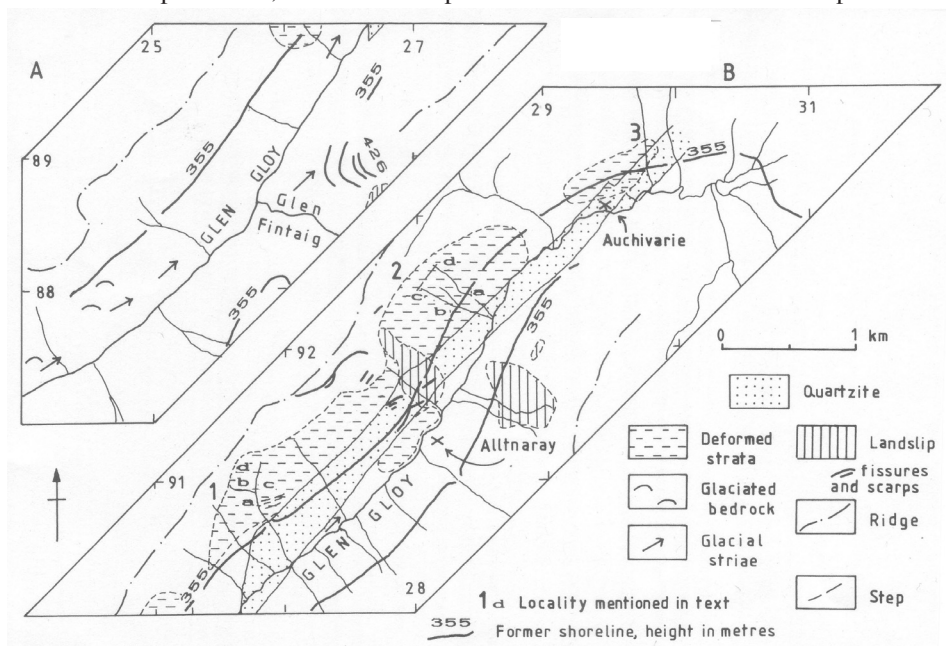 A
25
27
B
355
29
31
3
89
355
GLOY
426
355
Glen
Fintaig
GLEN
Auchivarie
2
d
a
c
b
88
355
355
92
0 1
km
Quartzite
Alltnaray
Deformed
strata
Landslip
fissures
and scarps
91
1
d
b
c
a
Glaciated
bedrock
Ridge
GLEN GLOY
Glacial
striae
355
28
Step
1d Locality mentioned in text
355 Former shoreline, height in metres